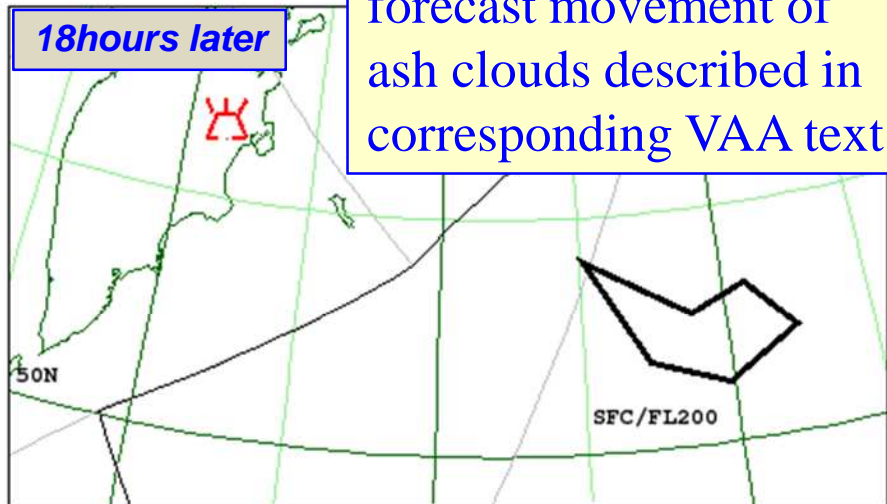 18hours later
forecast movement of
ash clouds described in
corresponding VAA text
50N
SFC/FL200